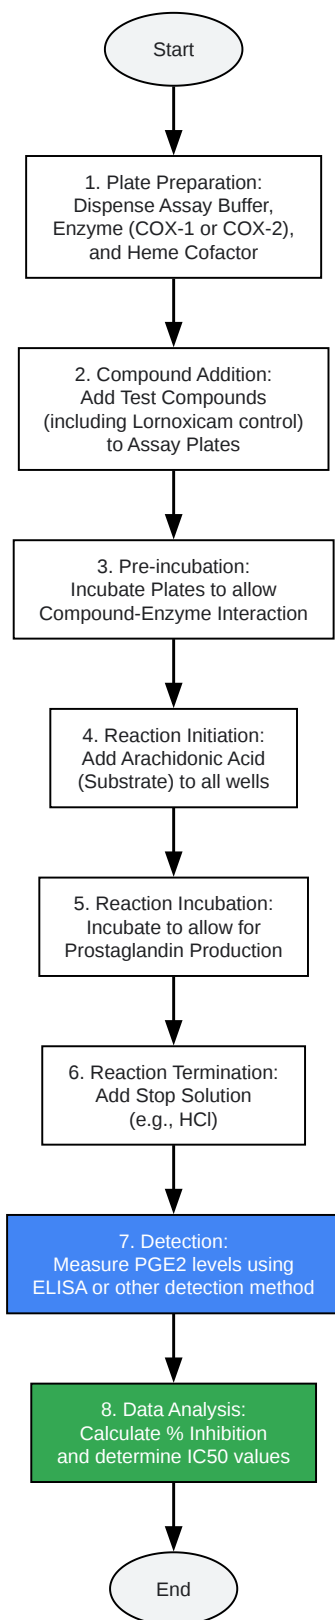 Start
1. Plate Preparation:
Dispense Assay Buffer,
Enzyme (COX-1 or COX-2),
and Heme Cofactor
2. Compound Addition:
Add Test Compounds
(including Lornoxicam control)
to Assay Plates
3. Pre-incubation:
Incubate Plates to allow
Compound-Enzyme Interaction
4. Reaction Initiation:
Add Arachidonic Acid
(Substrate) to all wells
5. Reaction Incubation:
Incubate to allow for
Prostaglandin Production
6. Reaction Termination:
Add Stop Solution
(e.g., HCl)
7. Detection:
Measure PGE2 levels using
ELISA or other detection method
8. Data Analysis:
Calculate % Inhibition
and determine IC50 values
End